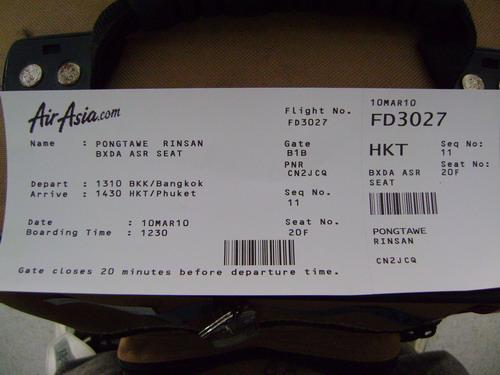 AirAsia.com
Name : PONGTAWE RINSAN
BXDA ASR SEAT
Depart : 1310 BKK/Bangkok
Arrive : 1430 HKT/Phuket
Date : 10MAR10
Boarding Time : 1230
Gate closes 20 minutes before departure time.
Flight No.
FD3027
Gate
B1B
PNR
CN2JCQ
Seq No.
11
Seat No.
20F
10MAR10
FD3027
HKT
Seq No:
11
Seat No:
20F
BXDA ASR
SEAT
PONGTAWE
RINSAN
CN2JCQ